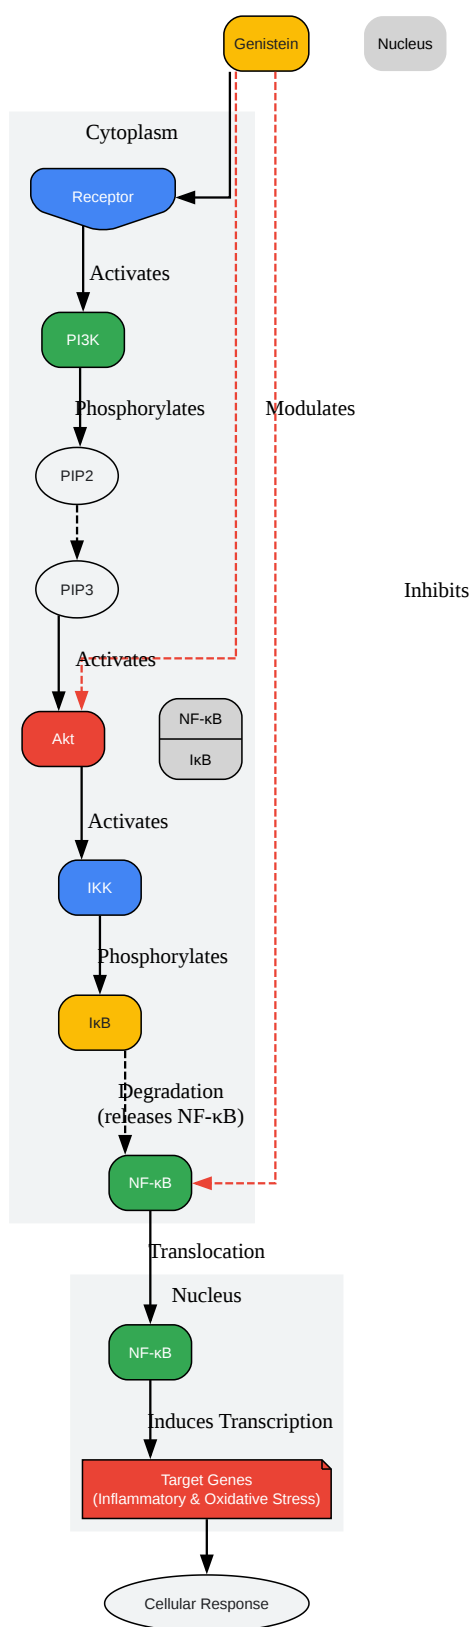 Genistein
Nucleus
Cytoplasm
Receptor
Activates
PI3K
Phosphorylates
Modulates
PIP2
PIP3
Inhibits
Activates
Akt
NF-κB
IκB
Activates
IKK
Phosphorylates
IκB
Degradation
(releases NF-κB)
NF-κB
Translocation
Nucleus
NF-κB
Induces Transcription
Target Genes
(Inflammatory & Oxidative Stress)
Cellular Response